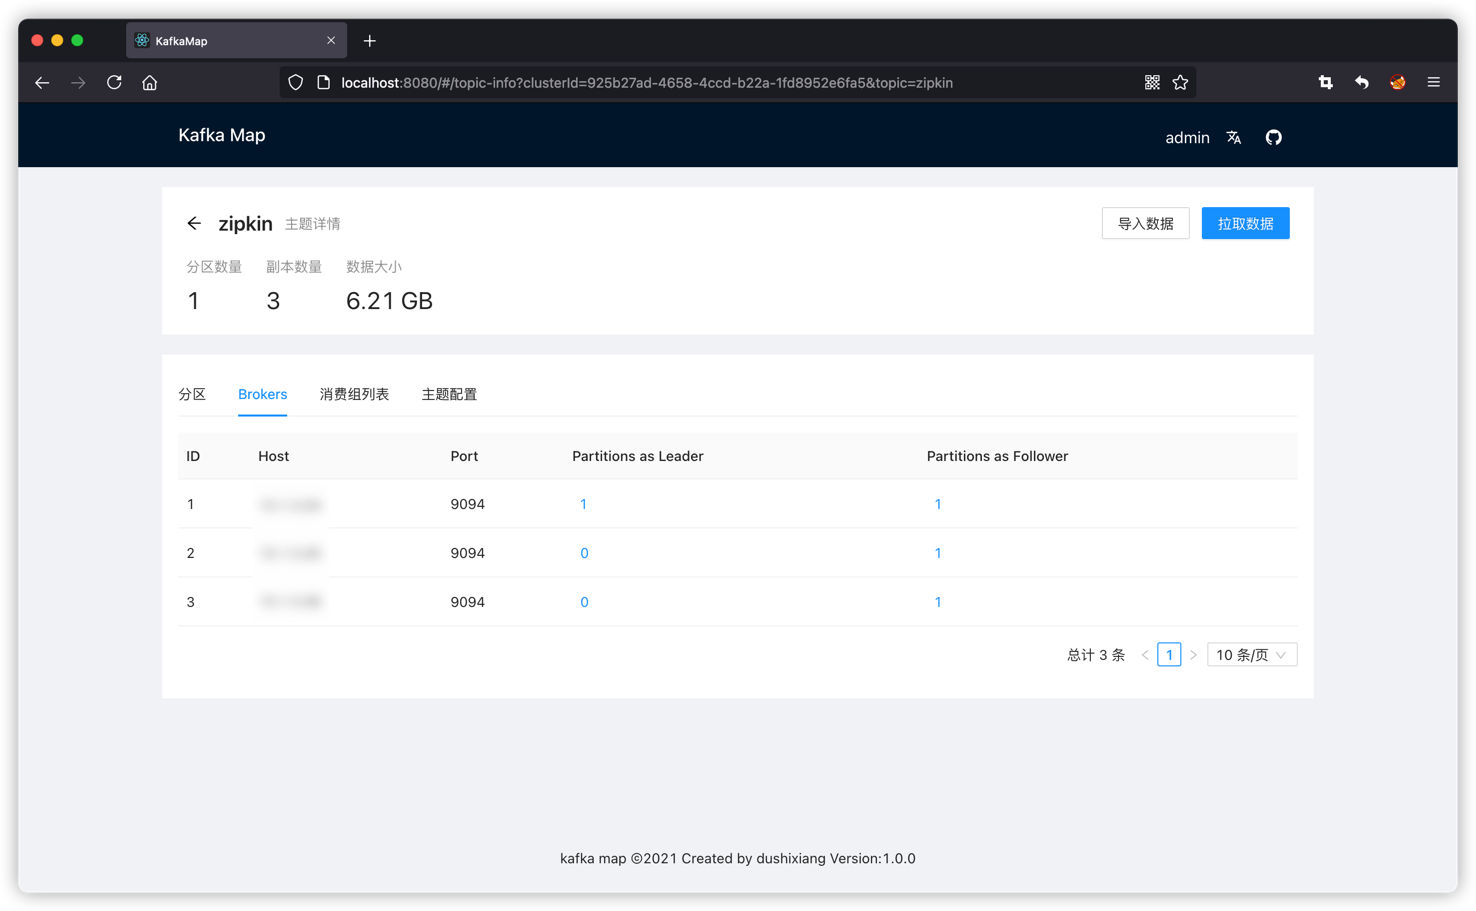 KafkaMap
localhost:8080/#/topic-info?clusterId=925b27ad-4658-4ccd-b22a-1fd8952e6fa5&topic=zipkin
Kafka Map
admin
zipkin 主题详情
导入数据 拉取数据
分区数量 副本数量 数据大小
1 3 6.21 GB
分区 Brokers 消费组列表 主题配置
ID Host Port Partitions as Leader Partitions as Follower
1 9094 1 1
2 9094 0 1
3 9094 0 1
总计 3 条 1 10 条/页
kafka map ©2021 Created by dushixiang Version:1.0.0